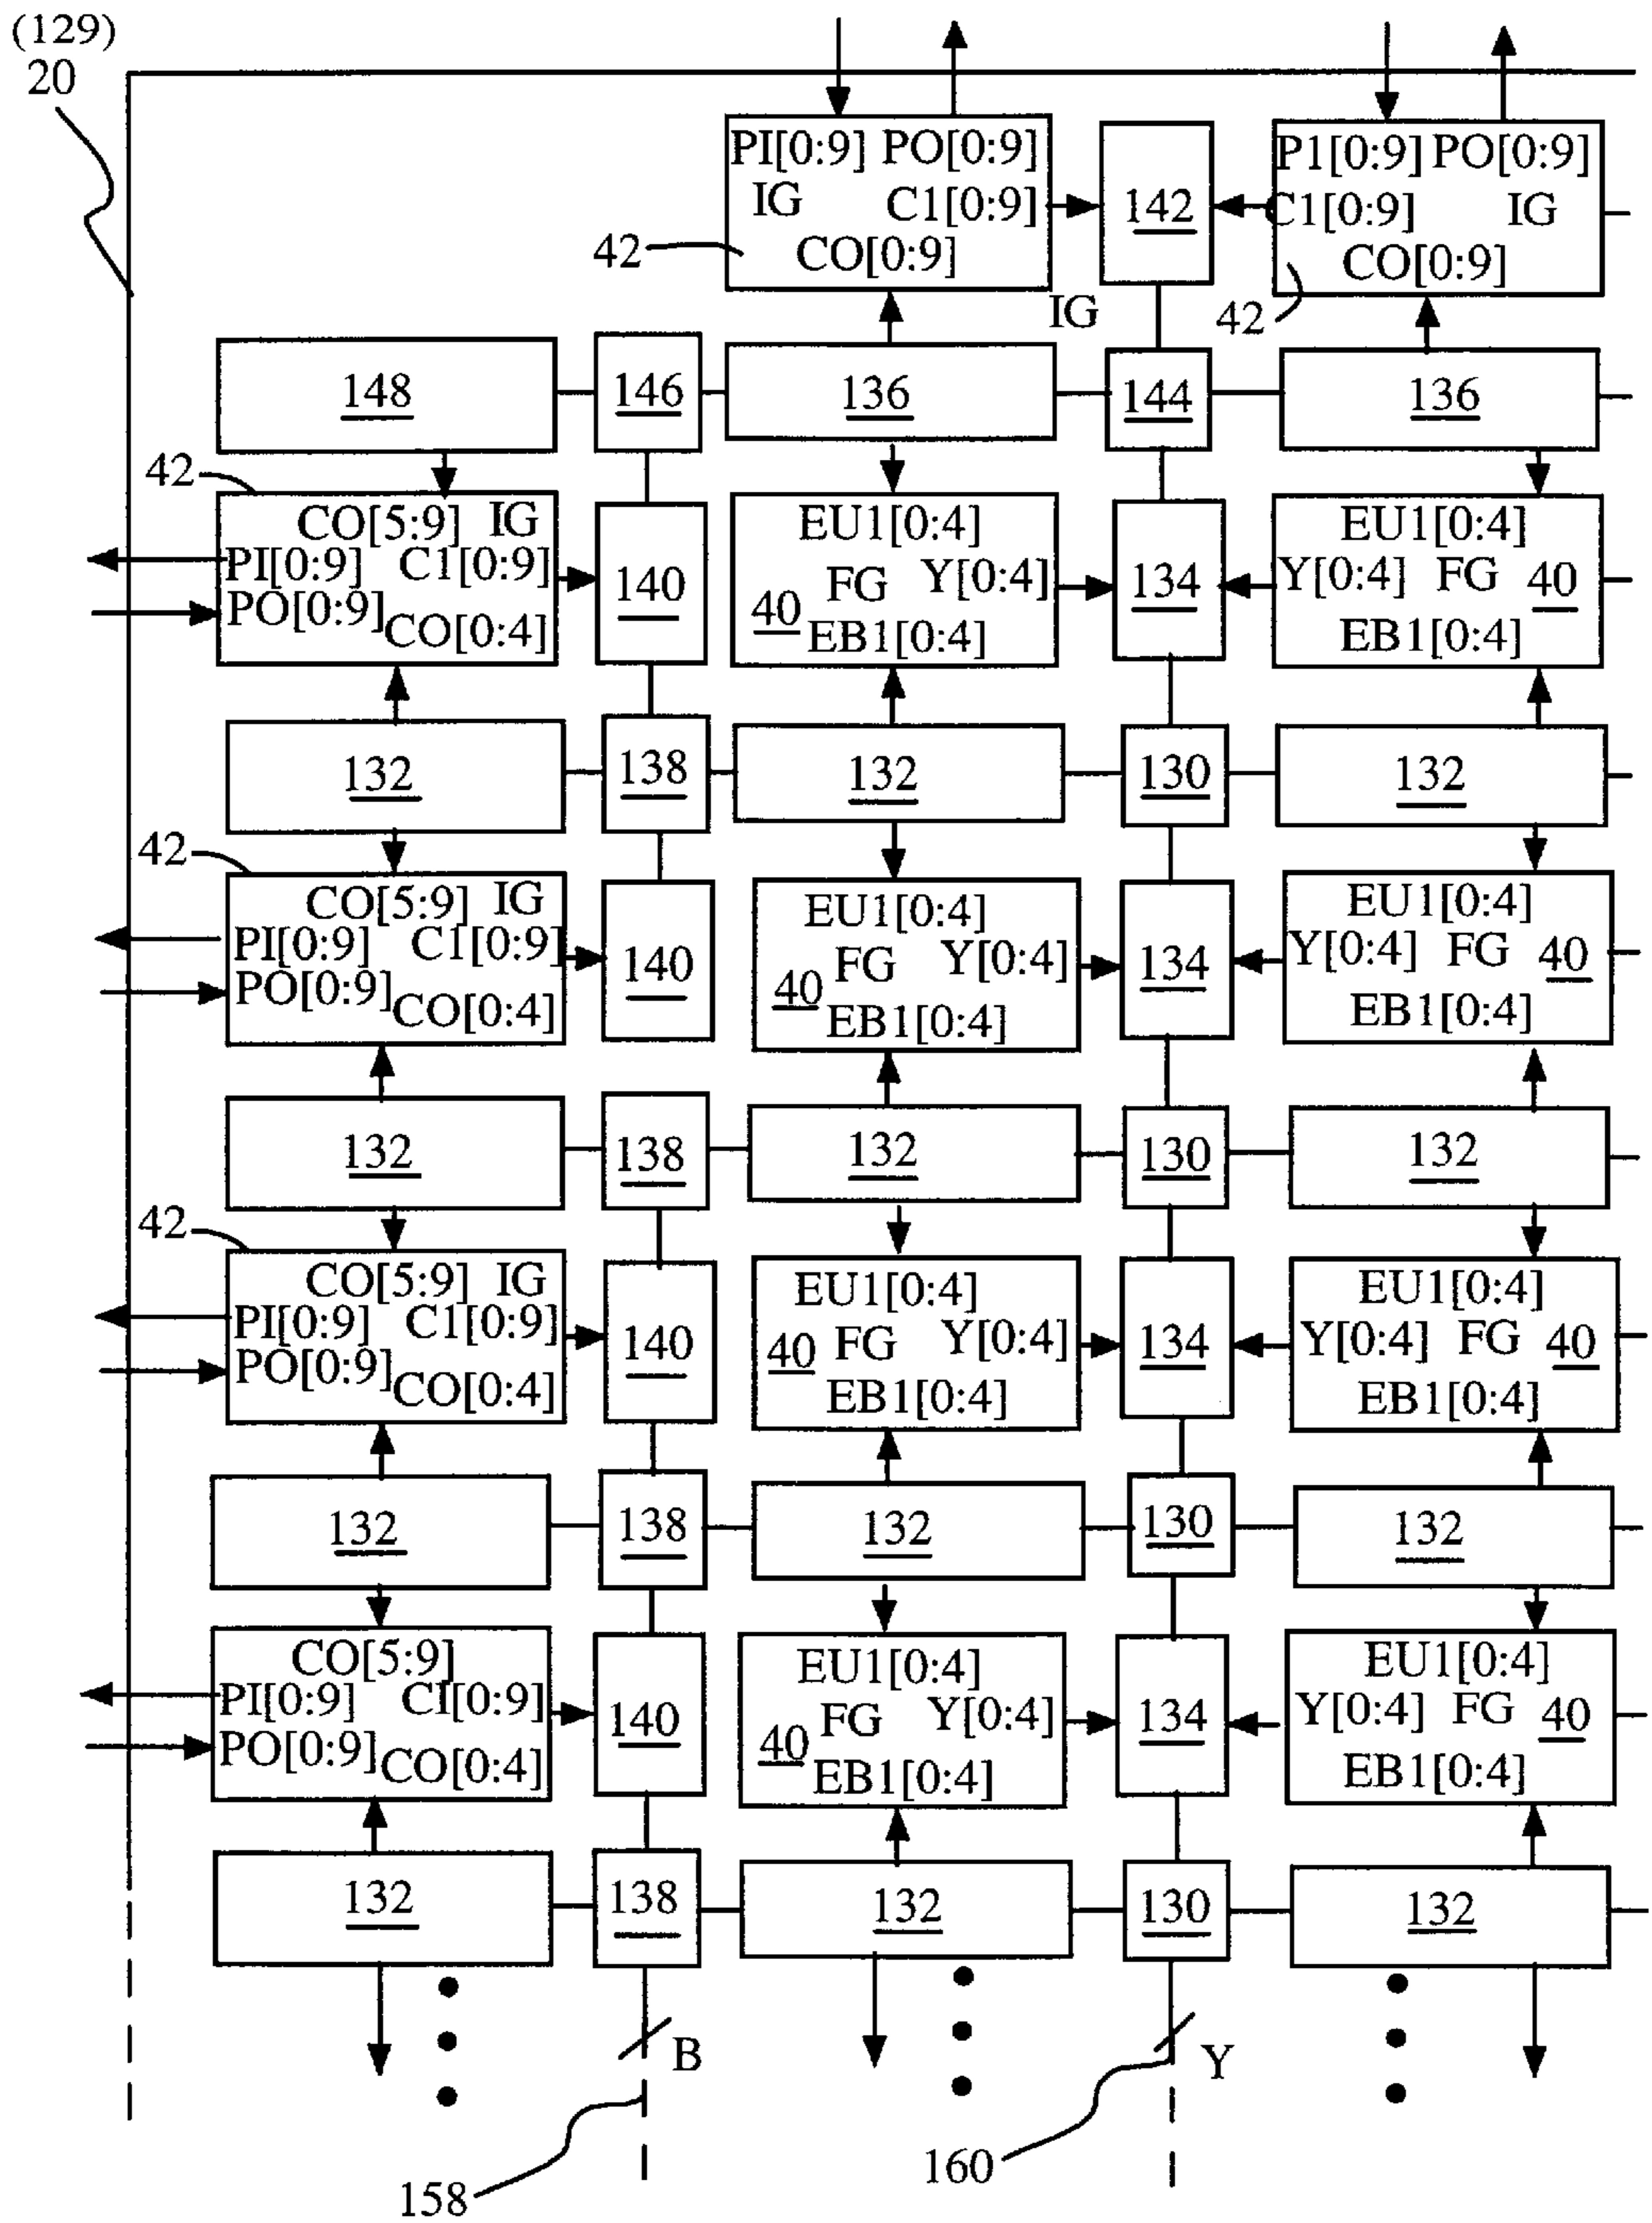 (129)
20
PI[0:9] PO[0:9]
IG C1[0:9]
CO[0:9]
42
142
P1[0:9] PO[0:9]
C1[0:9] IG
CO[0:9]
42
IG
148
146
136
144
136
42
CO[5:9] IG
PI[0:9] C1[0:9]
PO[0:9]
CO[0:4]
140
EU1[0:4]
FG Y[0:4]
40
EB1[0:4]
134
EU1[0:4]
Y[0:4] FG 40
EB1[0:4]
132
138
132
130
132
42
CO[5:9] IG
PI[0:9] C1[0:9]
PO[0:9]
CO[0:4]
140
EU1[0:4]
FG Y[0:4]
40
EB1[0:4]
134
EU1[0:4]
Y[0:4] FG 40
EB1[0:4]
132
138
132
130
132
42
CO[5:9] IG
PI[0:9] C1[0:9]
PO[0:9]
CO[0:4]
140
EU1[0:4]
40 FG Y[0:4]
EB1[0:4]
134
EU1[0:4]
Y[0:4] FG 40
EB1[0:4]
132
138
132
130
132
CO[5:9]
PI[0:9] CI[0:9]
PO[0:9]
CO[0:4]
140
EU1[0:4]
FG Y[0:4]
40
EB1[0:4]
134
EU1[0:4]
Y[0:4] FG 40
EB1[0:4]
132
138
132
130
132
B
Y
158
160